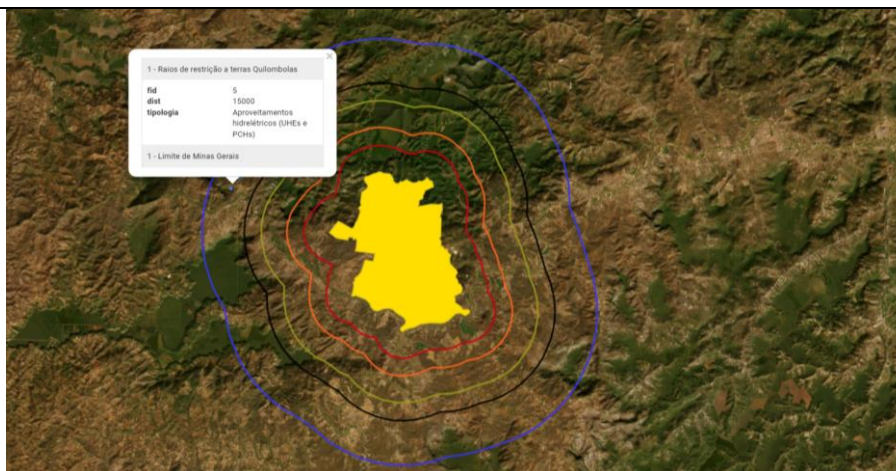 1 - Raios de restrição a terras Quilombolas
fid 5
dist 15000
tipologia Aproveitamentos
hidrelétricos (UHEs e
PCHs)
1 - Limite de Minas Gerais